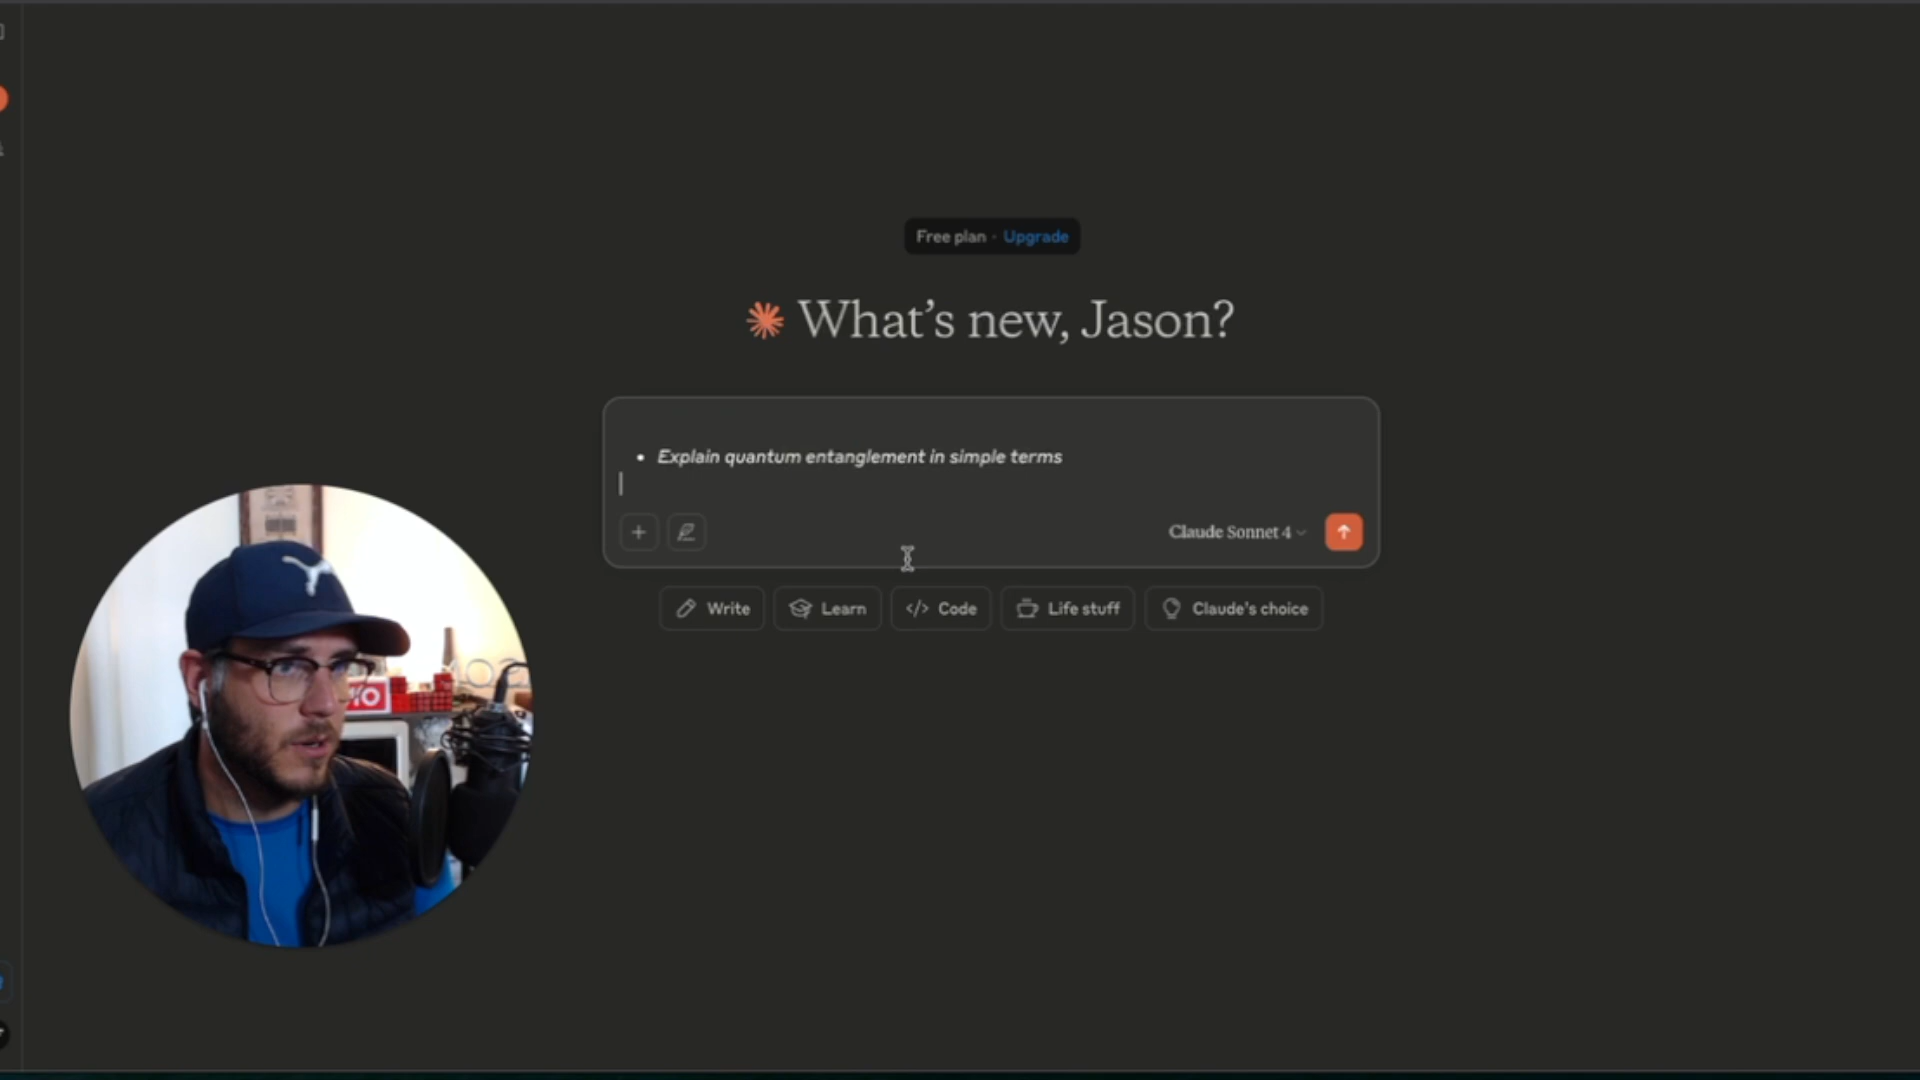 Free plan · Upgrade
What's new, Jason?
• Explain quantum entanglement in simple terms
Claude Sonnet 4
Write
Learn
Code
Life stuff
Claude's choice